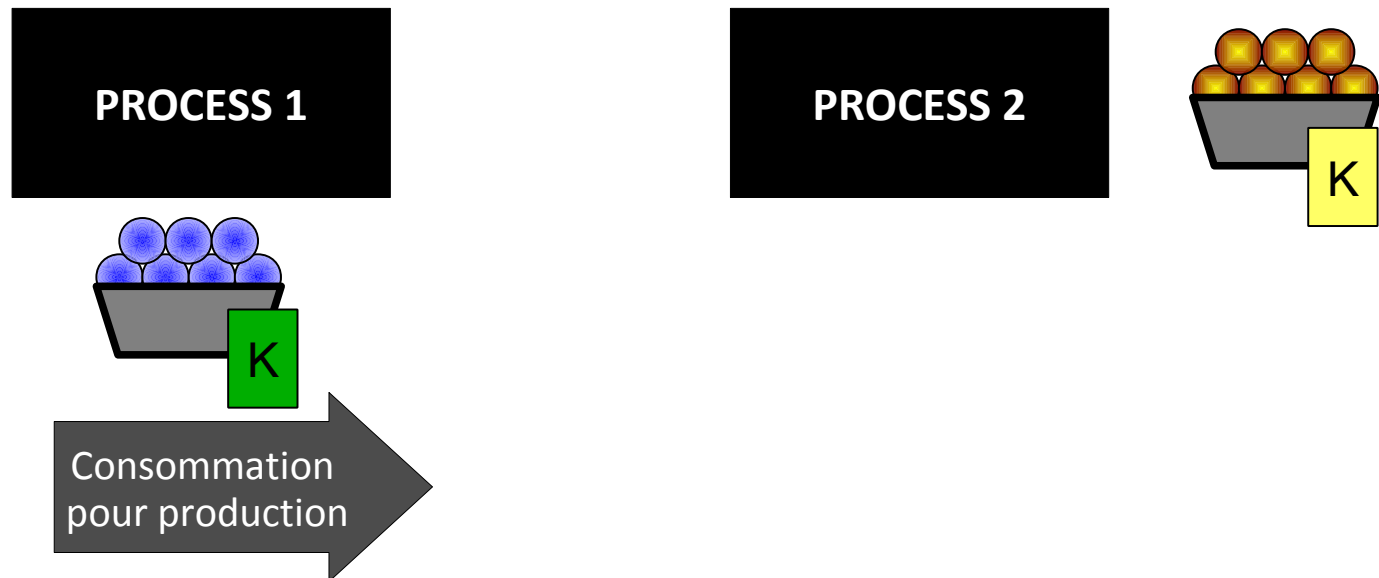 PROCESS 1
PROCESS 2
K
K
Consommation
pour production